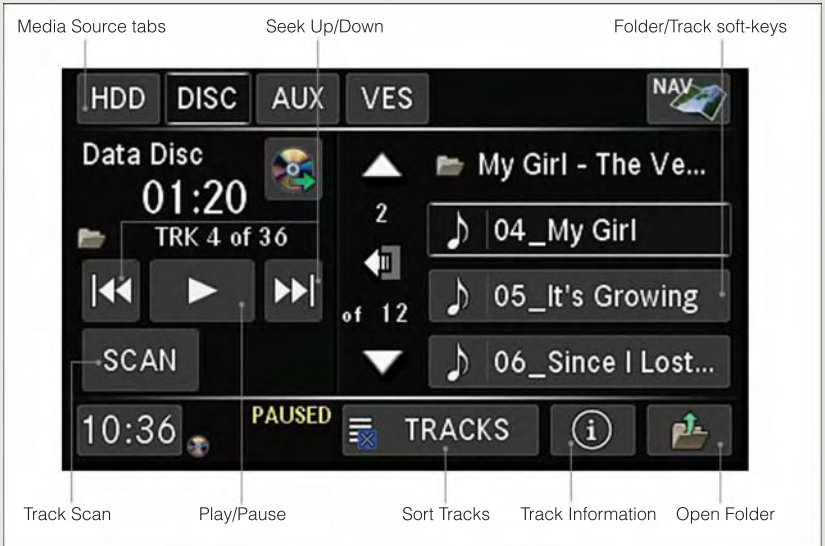 Media Source tabs
Seek Up/Down
Folder/Track soft-keys
HDD
DISC
AUX
VES
NAV
Data Disc
01:20
TRK 4 of 36
SCAN
10:36
PAUSED
2
of 12
My Girl - The Ve...
04_My Girl
05_It's Growing
06_Since I Lost...
TRACKS
i
Track Scan
Play/Pause
Sort Tracks
Track Information
Open Folder